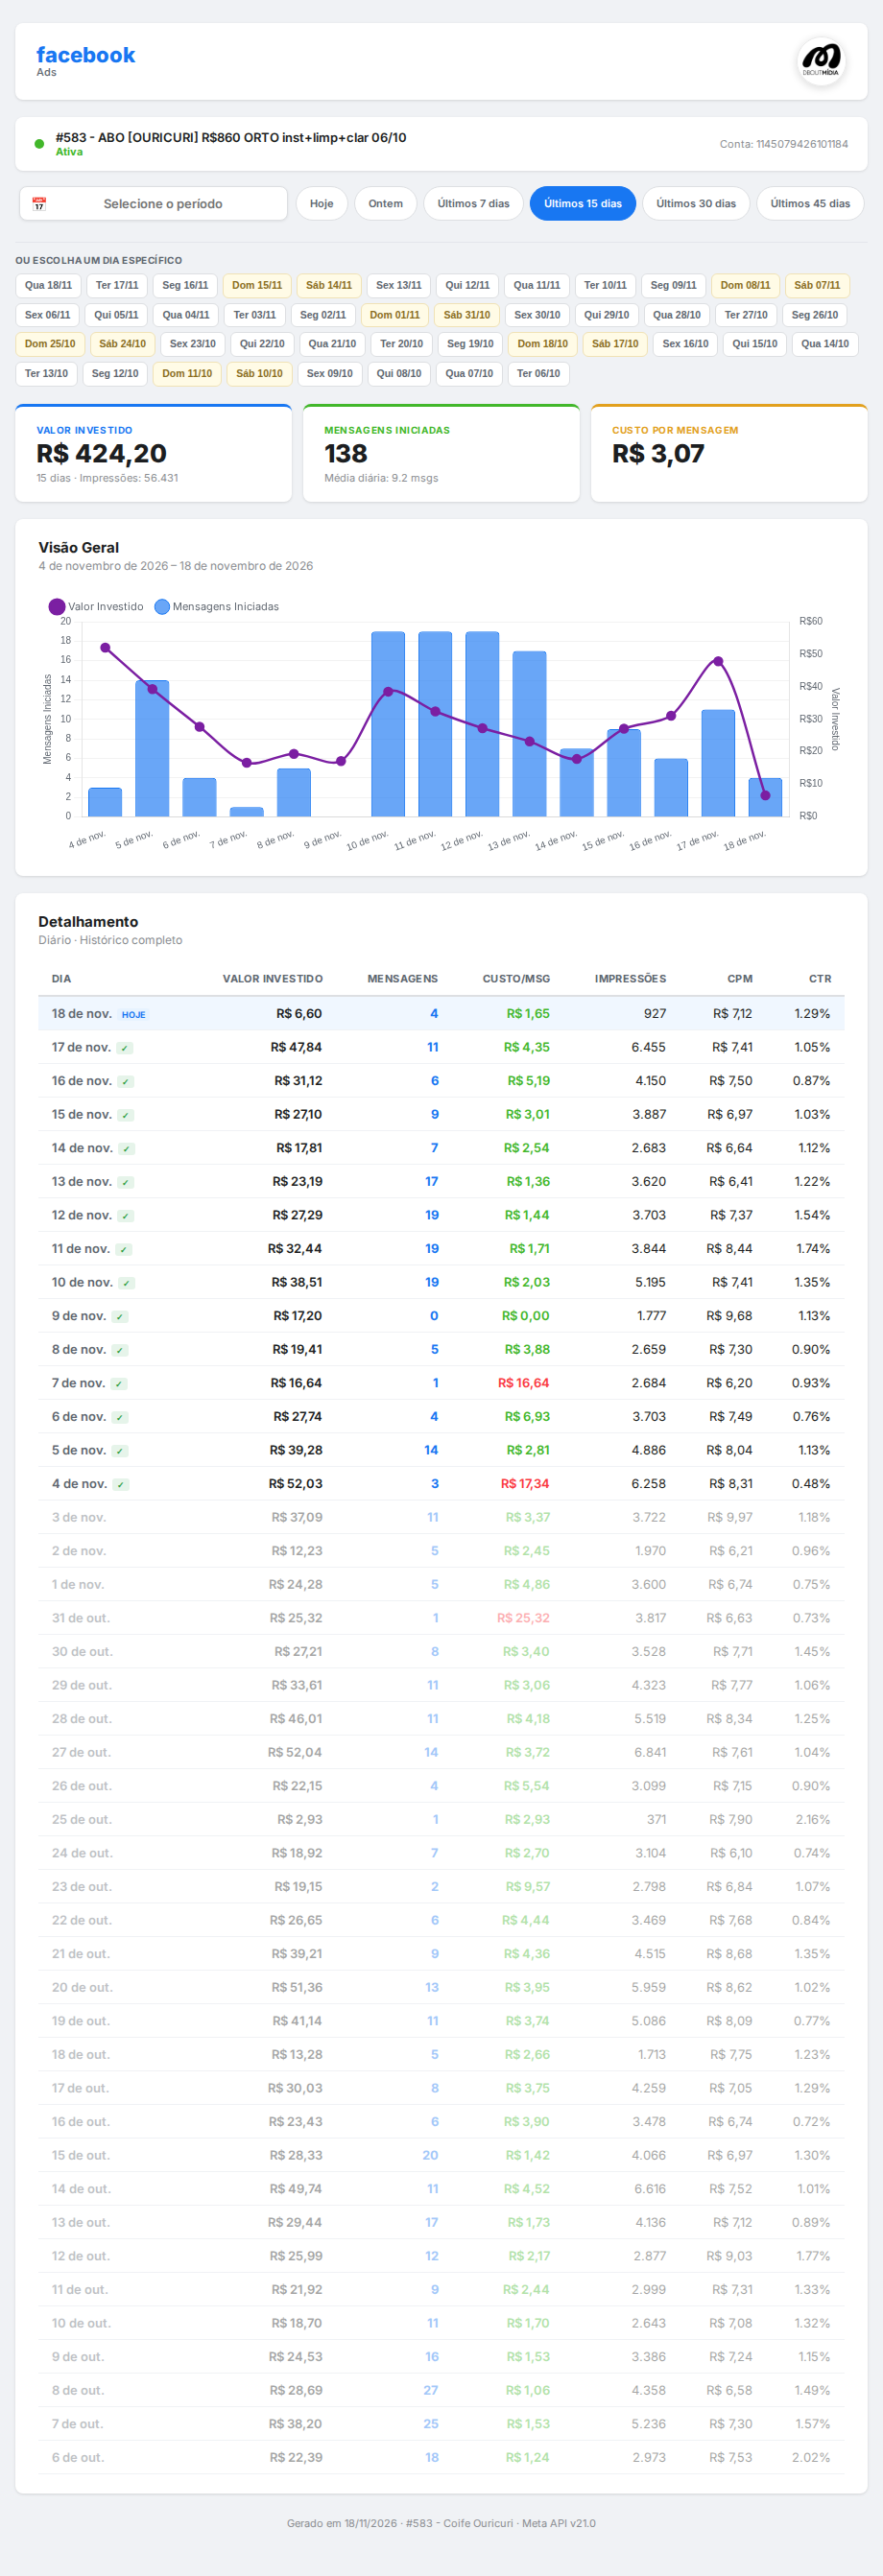 facebook
Ads
DBOUTMÍDIA
#583 - ABO [OURICURI] R$860 ORTO inst+limp+clar 06/10
Ativa
Conta: 1145079426101184
Selecione o período
Hoje
Ontem
Últimos 7 dias
Últimos 15 dias
Últimos 30 dias
Últimos 45 dias
OU ESCOLHA UM DIA ESPECÍFICO
Qua 18/11 Ter 17/11 Seg 16/11 Dom 15/11 Sáb 14/11 Sex 13/11 Qui 12/11 Qua 11/11 Ter 10/11 Seg 09/11 Dom 08/11 Sáb 07/11
Sex 06/11 Qui 05/11 Qua 04/11 Ter 03/11 Seg 02/11 Dom 01/11 Sáb 31/10 Sex 30/10 Qui 29/10 Qua 28/10 Ter 27/10 Seg 26/10
Dom 25/10 Sáb 24/10 Sex 23/10 Qui 22/10 Qua 21/10 Ter 20/10 Seg 19/10 Dom 18/10 Sáb 17/10 Sex 16/10 Qui 15/10 Qua 14/10
Ter 13/10 Seg 12/10 Dom 11/10 Sáb 10/10 Sex 09/10 Qui 08/10 Qua 07/10 Ter 06/10
VALOR INVESTIDO
R$ 424,20
15 dias · Impressões: 56.431
MENSAGENS INICIADAS
138
Média diária: 9.2 msgs
CUSTO POR MENSAGEM
R$ 3,07
Visão Geral
4 de novembro de 2026 – 18 de novembro de 2026
Valor Investido
Mensagens Iniciadas
20
18
16
14
12
10
8
6
4
2
0
Mensagens Iniciadas
R$60
R$50
R$40
R$30
R$20
R$10
R$0
Valor Investido
4 de nov. 5 de nov. 6 de nov. 7 de nov. 8 de nov. 9 de nov. 10 de nov. 11 de nov. 12 de nov. 13 de nov. 14 de nov. 15 de nov. 16 de nov. 17 de nov. 18 de nov.
Detalhamento
Diário · Histórico completo
DIA VALOR INVESTIDO MENSAGENS CUSTO/MSG IMPRESSÕES CPM CTR
18 de nov. HOJE R$ 6,60 4 R$ 1,65 927 R$ 7,12 1.29%
17 de nov. ✓ R$ 47,84 11 R$ 4,35 6.455 R$ 7,41 1.05%
16 de nov. ✓ R$ 31,12 6 R$ 5,19 4.150 R$ 7,50 0.87%
15 de nov. ✓ R$ 27,10 9 R$ 3,01 3.887 R$ 6,97 1.03%
14 de nov. ✓ R$ 17,81 7 R$ 2,54 2.683 R$ 6,64 1.12%
13 de nov. ✓ R$ 23,19 17 R$ 1,36 3.620 R$ 6,41 1.22%
12 de nov. ✓ R$ 27,29 19 R$ 1,44 3.703 R$ 7,37 1.54%
11 de nov. ✓ R$ 32,44 19 R$ 1,71 3.844 R$ 8,44 1.74%
10 de nov. ✓ R$ 38,51 19 R$ 2,03 5.195 R$ 7,41 1.35%
9 de nov. ✓ R$ 17,20 0 R$ 0,00 1.777 R$ 9,68 1.13%
8 de nov. ✓ R$ 19,41 5 R$ 3,88 2.659 R$ 7,30 0.90%
7 de nov. ✓ R$ 16,64 1 R$ 16,64 2.684 R$ 6,20 0.93%
6 de nov. ✓ R$ 27,74 4 R$ 6,93 3.703 R$ 7,49 0.76%
5 de nov. ✓ R$ 39,28 14 R$ 2,81 4.886 R$ 8,04 1.13%
4 de nov. ✓ R$ 52,03 3 R$ 17,34 6.258 R$ 8,31 0.48%
3 de nov. R$ 37,09 11 R$ 3,37 3.722 R$ 9,97 1.18%
2 de nov. R$ 12,23 5 R$ 2,45 1.970 R$ 6,21 0.96%
1 de nov. R$ 24,28 5 R$ 4,86 3.600 R$ 6,74 0.75%
31 de out. R$ 25,32 1 R$ 25,32 3.817 R$ 6,63 0.73%
30 de out. R$ 27,21 8 R$ 3,40 3.528 R$ 7,71 1.45%
29 de out. R$ 33,61 11 R$ 3,06 4.323 R$ 7,77 1.06%
28 de out. R$ 46,01 11 R$ 4,18 5.519 R$ 8,34 1.25%
27 de out. R$ 52,04 14 R$ 3,72 6.841 R$ 7,61 1.04%
26 de out. R$ 22,15 4 R$ 5,54 3.099 R$ 7,15 0.90%
25 de out. R$ 2,93 1 R$ 2,93 371 R$ 7,90 2.16%
24 de out. R$ 18,92 7 R$ 2,70 3.104 R$ 6,10 0.74%
23 de out. R$ 19,15 2 R$ 9,57 2.798 R$ 6,84 1.07%
22 de out. R$ 26,65 6 R$ 4,44 3.469 R$ 7,68 0.84%
21 de out. R$ 39,21 9 R$ 4,36 4.515 R$ 8,68 1.35%
20 de out. R$ 51,36 13 R$ 3,95 5.959 R$ 8,62 1.02%
19 de out. R$ 41,14 11 R$ 3,74 5.086 R$ 8,09 0.77%
18 de out. R$ 13,28 5 R$ 2,66 1.713 R$ 7,75 1.23%
17 de out. R$ 30,03 8 R$ 3,75 4.259 R$ 7,05 1.29%
16 de out. R$ 23,43 6 R$ 3,90 3.478 R$ 6,74 0.72%
15 de out. R$ 28,33 20 R$ 1,42 4.066 R$ 6,97 1.30%
14 de out. R$ 49,74 11 R$ 4,52 6.616 R$ 7,52 1.01%
13 de out. R$ 29,44 17 R$ 1,73 4.136 R$ 7,12 0.89%
12 de out. R$ 25,99 12 R$ 2,17 2.877 R$ 9,03 1.77%
11 de out. R$ 21,92 9 R$ 2,44 2.999 R$ 7,31 1.33%
10 de out. R$ 18,70 11 R$ 1,70 2.643 R$ 7,08 1.32%
9 de out. R$ 24,53 16 R$ 1,53 3.386 R$ 7,24 1.15%
8 de out. R$ 28,69 27 R$ 1,06 4.358 R$ 6,58 1.49%
7 de out. R$ 38,20 25 R$ 1,53 5.236 R$ 7,30 1.57%
6 de out. R$ 22,39 18 R$ 1,24 2.973 R$ 7,53 2.02%
Gerado em 18/11/2026 · #583 - Coife Ouricuri · Meta API v21.0